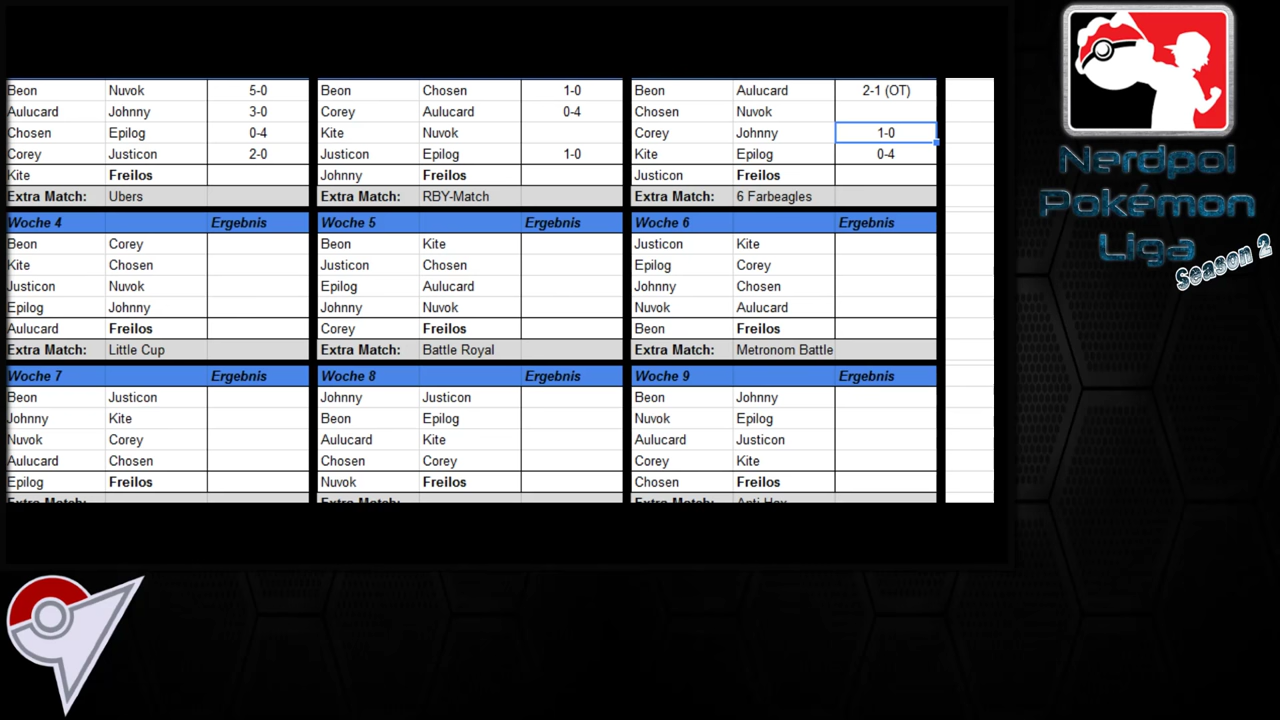 Beon Nuvok 5-0 Beon Chosen 1-0 Beon Aulucard 2-1 (OT)
Aulucard Johnny 3-0 Corey Aulucard 0-4 Chosen Nuvok
Chosen Epilog 0-4 Kite Nuvok Corey Johnny 1-0
Corey Justicon 2-0 Justicon Epilog 1-0 Kite Epilog 0-4
Kite Freilos Johnny Freilos Justicon Freilos
Extra Match: Ubers Extra Match: RBY-Match Extra Match: 6 Farbeagles
Woche 4 Ergebnis Woche 5 Ergebnis Woche 6 Ergebnis
Beon Corey Beon Kite Justicon Kite
Kite Chosen Justicon Chosen Epilog Corey
Justicon Nuvok Epilog Aulucard Johnny Chosen
Epilog Johnny Johnny Nuvok Nuvok Aulucard
Aulucard Freilos Corey Freilos Beon Freilos
Extra Match: Little Cup Extra Match: Battle Royal Extra Match: Metronom Battle
Woche 7 Ergebnis Woche 8 Ergebnis Woche 9 Ergebnis
Beon Justicon Johnny Justicon Beon Johnny
Johnny Kite Beon Epilog Nuvok Epilog
Nuvok Corey Aulucard Kite Aulucard Justicon
Aulucard Chosen Chosen Corey Corey Kite
Epilog Freilos Nuvok Freilos Chosen Freilos
Nerdpol
Pokémon
Liga
Season 2